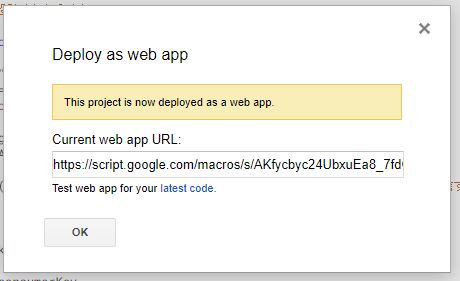 Deploy as web app
This project is now deployed as a web app.
Current web app URL:
https://script.google.com/macros/s/AKfycbyc24UbxuEa8_7fd
Test web app for your latest code.
OK